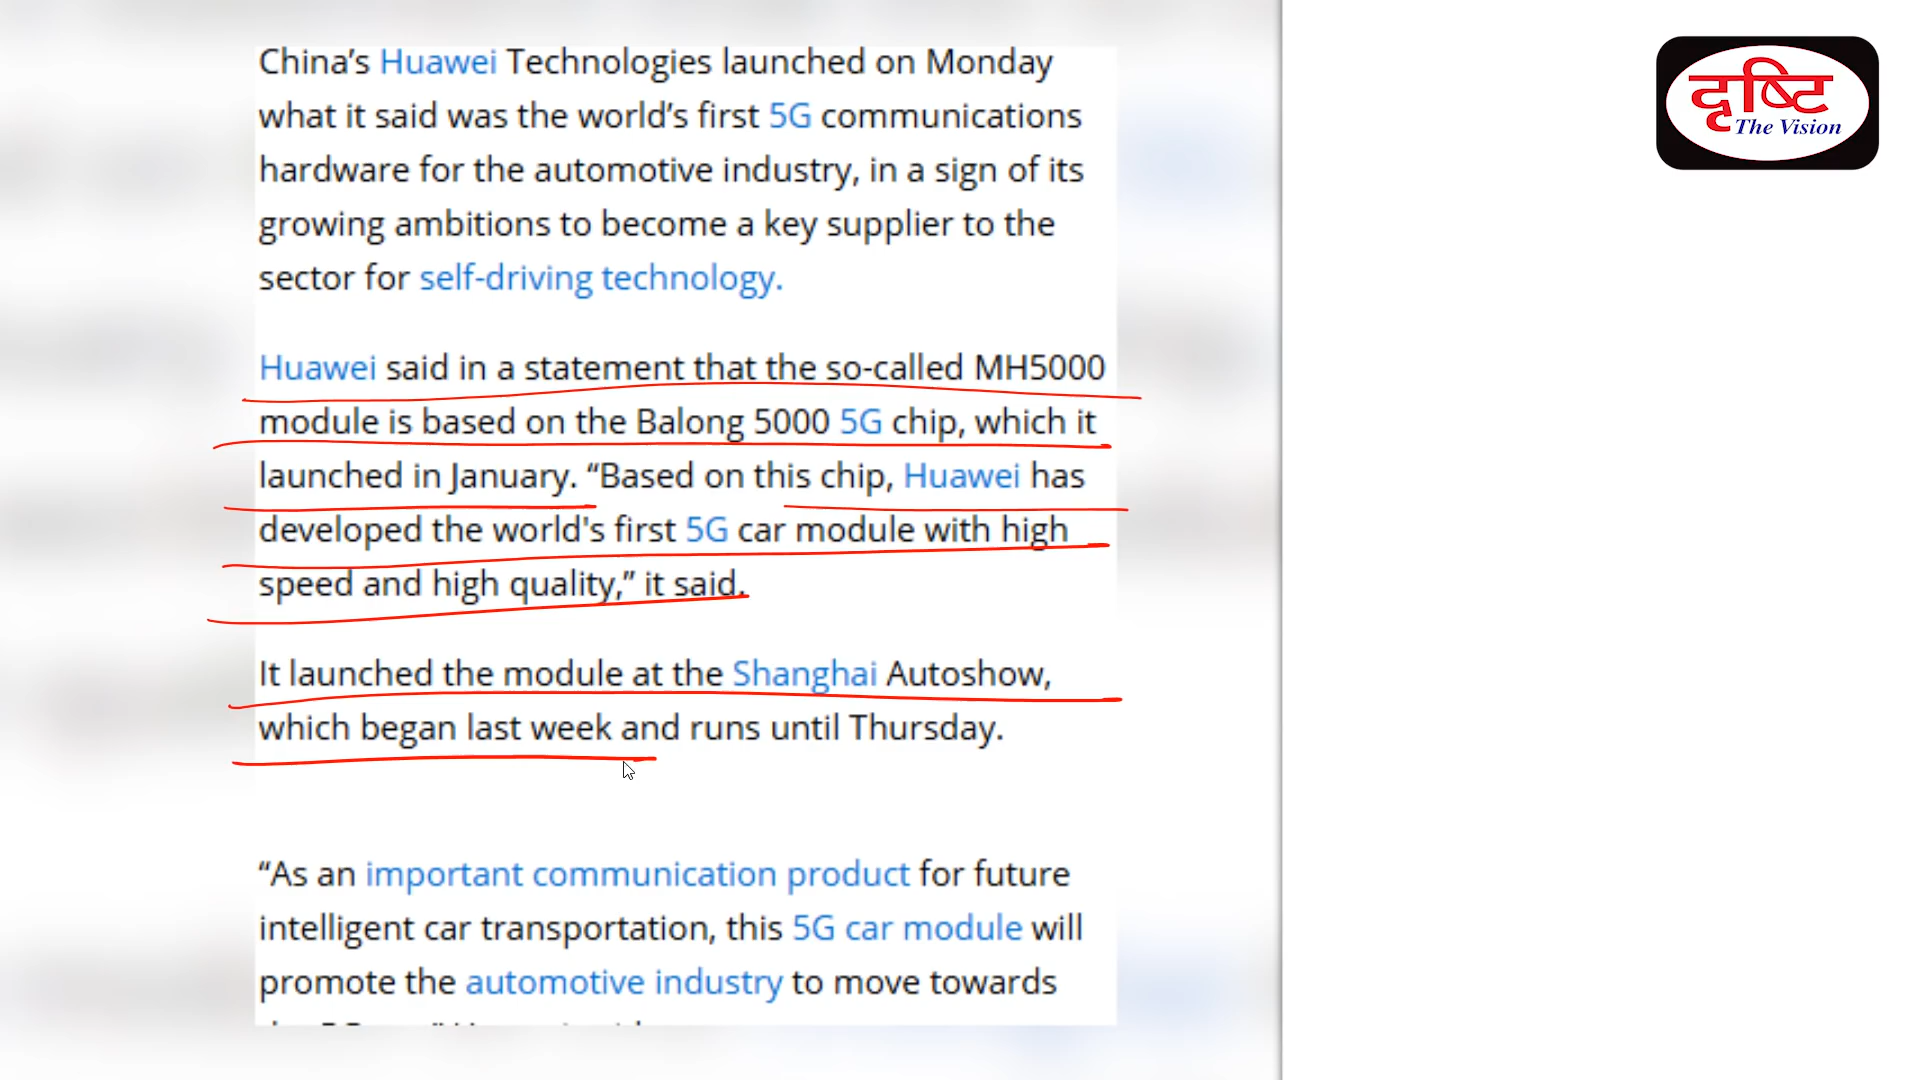 China’s Huawei Technologies launched on Monday
what it said was the world’s first 5G communications
hardware for the automotive industry, in a sign of its
growing ambitions to become a key supplier to the
sector for self-driving technology.
Huawei said in a statement that the so-called MH5000
module is based on the Balong 5000 5G chip, which it
launched in January. “Based on this chip, Huawei has
developed the world's first 5G car module with high
speed and high quality,” it said.
It launched the module at the Shanghai Autoshow,
which began last week and runs until Thursday.
“As an important communication product for future
intelligent car transportation, this 5G car module will
promote the automotive industry to move towards
दृष्टि
The Vision